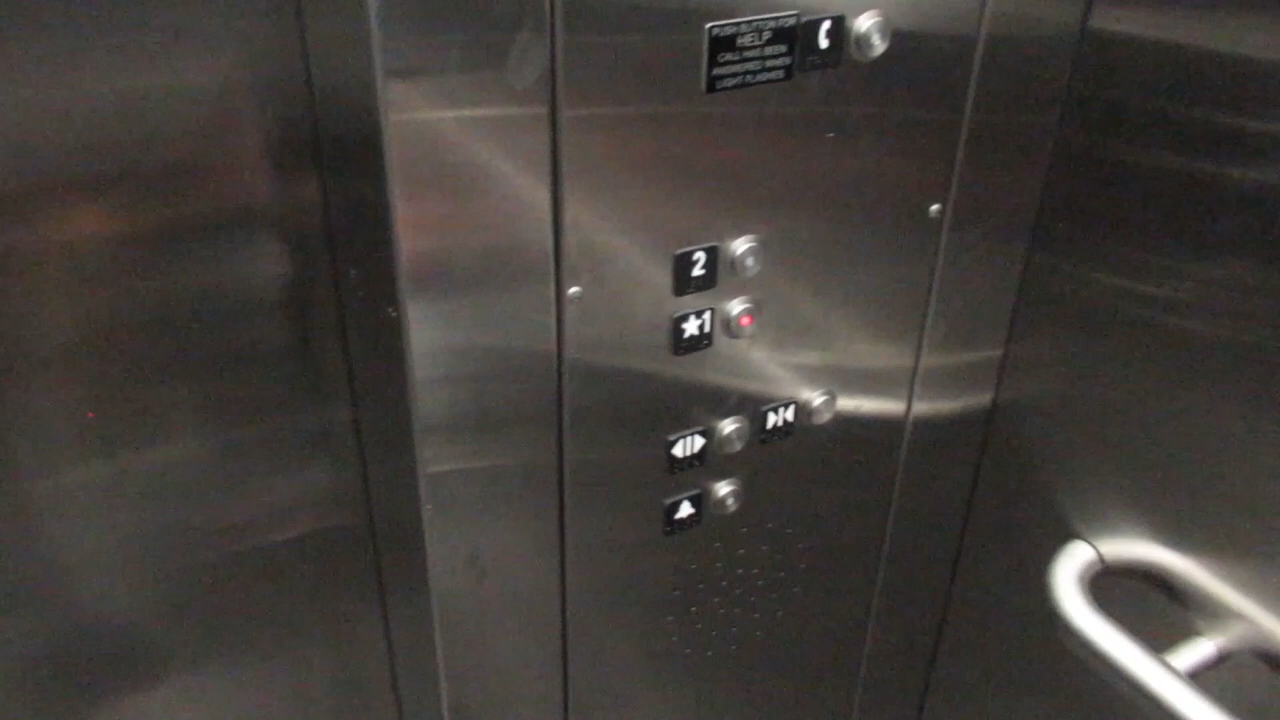 PUSH BUTTON FOR
HELP
CALL HAS BEEN
ANSWERED WHEN
LIGHT FLASHES
2
★1